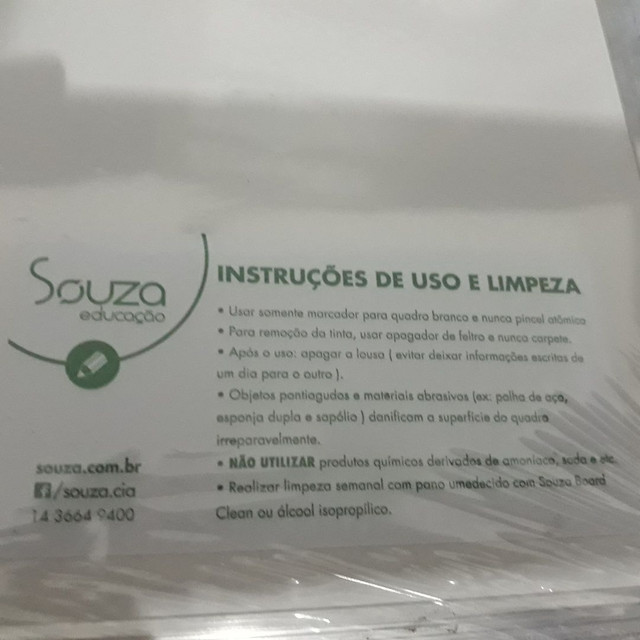 Souza
educação
INSTRUÇÕES DE USO E LIMPEZA
• Usar somente marcador para quadro branco e nunca pincel atômico
• Para remoção da tinta, usar apagador de feltro e nunca carpete.
• Após o uso: apagar a lousa ( evitar deixar informações escritas de
um dia para o outro ).
• Objetos pontiagudos e materiais abrasivos (ex: palha de aço,
esponja dupla e sapólio ) danificam a superfície do quadro
irreparavelmente.
• NÃO UTILIZAR produtos químicos derivados de amoníaco, soda e etc
• Realizar limpeza semanal com pano umedecido com Souza Board
Clean ou álcool isopropílico.
souza.com.br
f/souza.cia
14 3664 9400